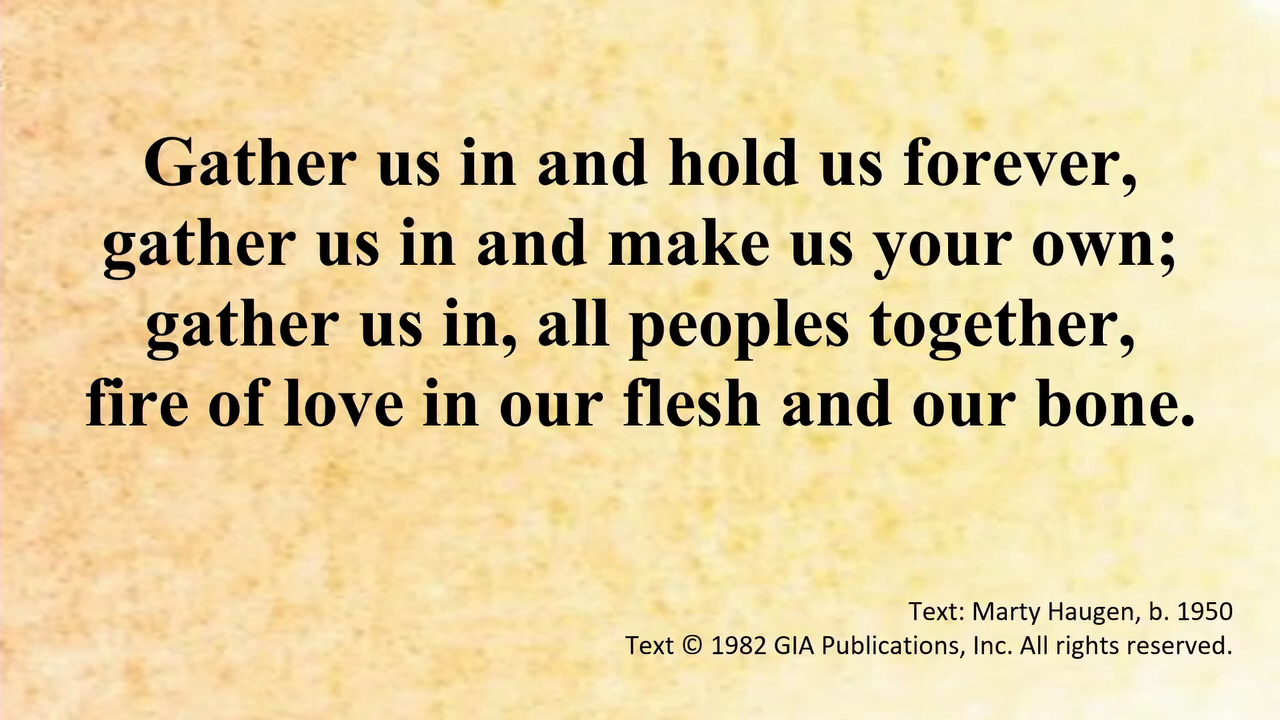 Gather us in and hold us forever,
gather us in and make us your own;
gather us in, all peoples together,
fire of love in our flesh and our bone.
Text: Marty Haugen, b. 1950
Text © 1982 GIA Publications, Inc. All rights reserved.